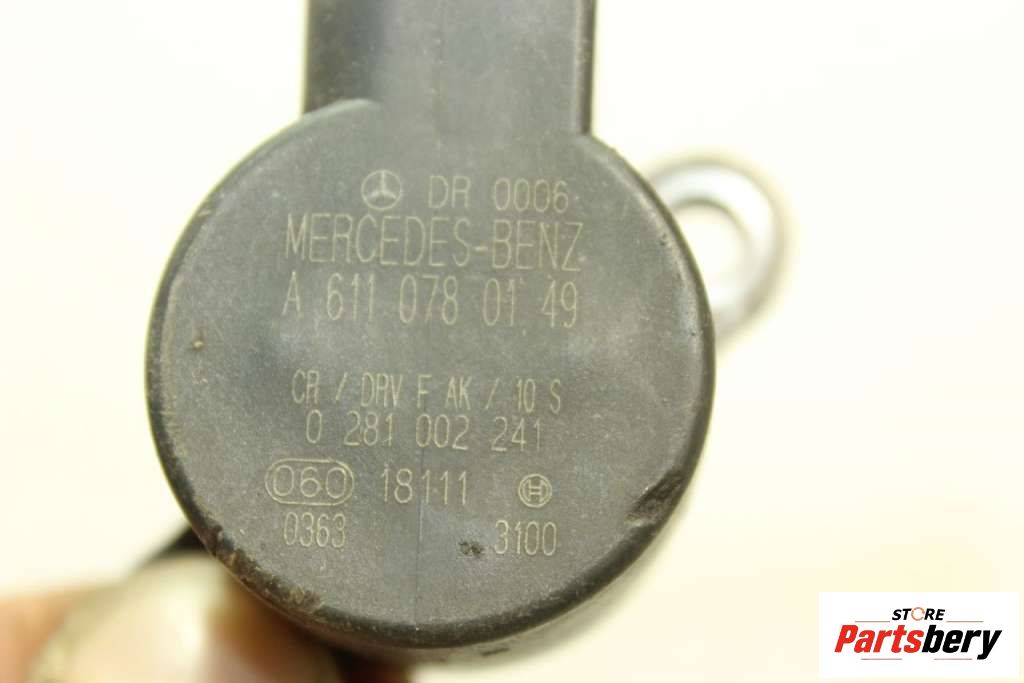 DR 0006
MERCEDES-BENZ
A 611 078 01 49
CR / DRV F AK / 10 S
0 281 002 241
060 18111
0363 3100
STORE
Partsbery